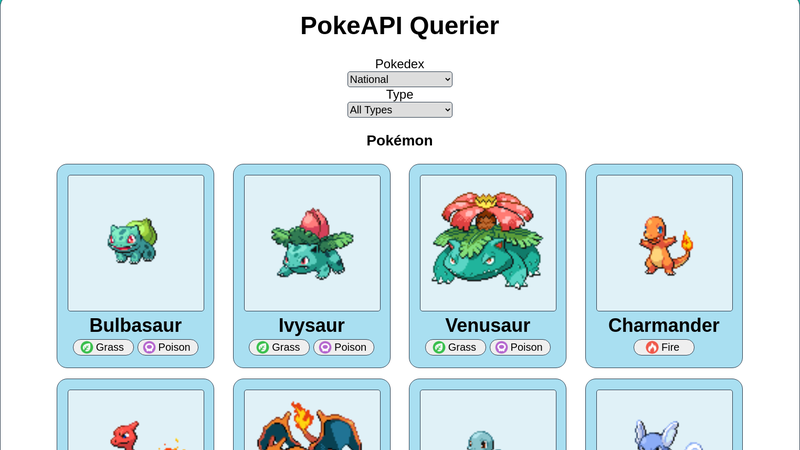 PokeAPI Querier
Pokedex
National
Type
All Types
Pokémon
Bulbasaur
Grass Poison
Ivysaur
Grass Poison
Venusaur
Grass Poison
Charmander
Fire